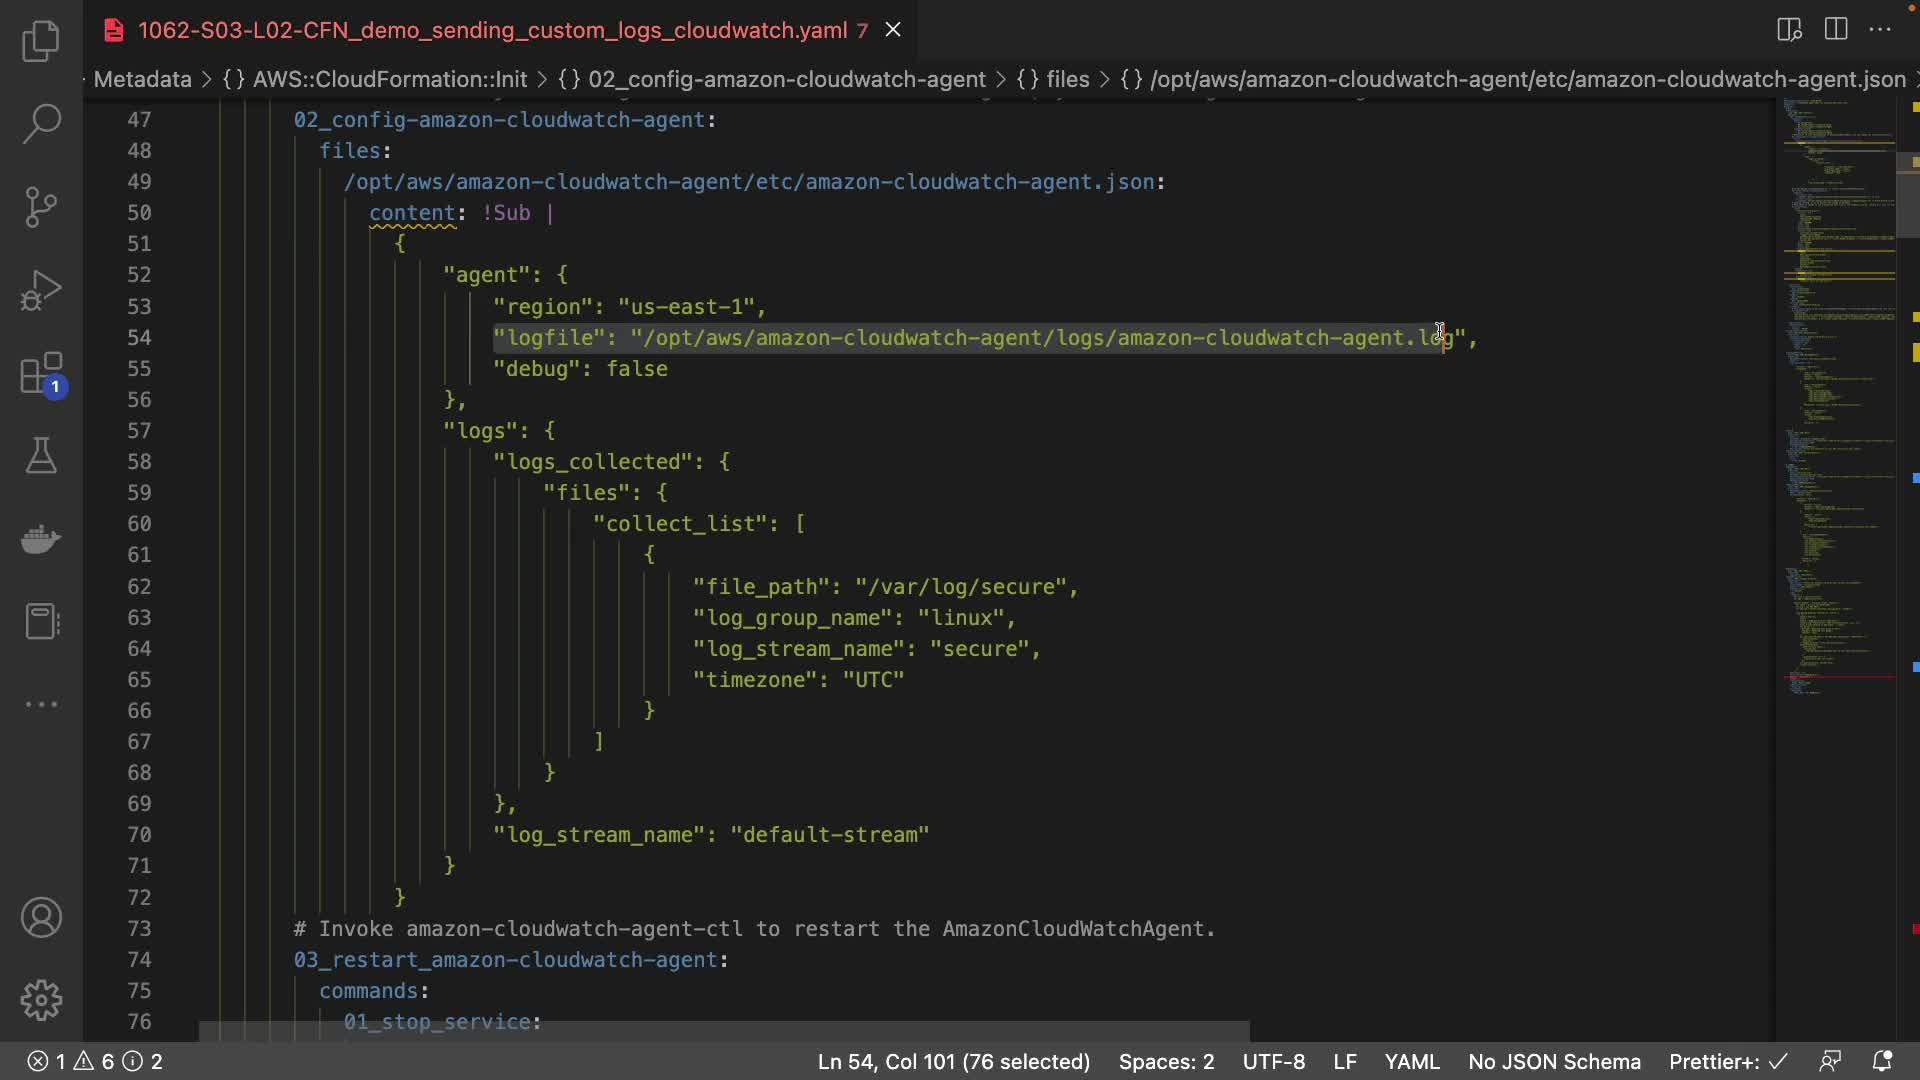 1062-S03-L02-CFN_demo_sending_custom_logs_cloudwatch.yaml 7
Metadata > {} AWS::CloudFormation::Init > {} 02_config-amazon-cloudwatch-agent > {} files > {} /opt/aws/amazon-cloudwatch-agent/etc/amazon-cloudwatch-agent.json >
47 02_config-amazon-cloudwatch-agent:
48 files:
49 /opt/aws/amazon-cloudwatch-agent/etc/amazon-cloudwatch-agent.json:
50 content: !Sub |
51 {
52 "agent": {
53 "region": "us-east-1",
54 "logfile": "/opt/aws/amazon-cloudwatch-agent/logs/amazon-cloudwatch-agent.log",
55 "debug": false
56 },
57 "logs": {
58 "logs_collected": {
59 "files": {
60 "collect_list": [
61 {
62 "file_path": "/var/log/secure",
63 "log_group_name": "linux",
64 "log_stream_name": "secure",
65 "timezone": "UTC"
66 }
67 ]
68 }
69 },
70 "log_stream_name": "default-stream"
71 }
72 }
73 # Invoke amazon-cloudwatch-agent-ctl to restart the AmazonCloudWatchAgent.
74 03_restart_amazon-cloudwatch-agent:
75 commands:
76 01_stop_service:
1
1 6 2 Ln 54, Col 101 (76 selected) Spaces: 2 UTF-8 LF YAML No JSON Schema Prettier+: ✓